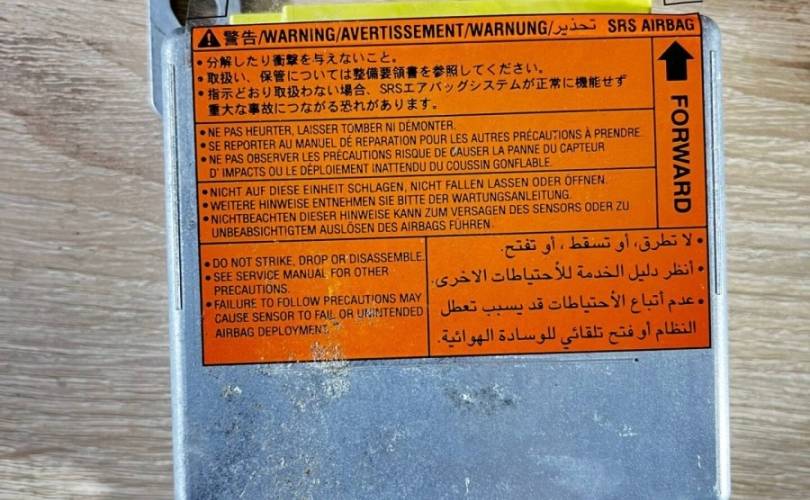 警告/WARNING/AVERTISSEMENT/WARNUNG/تحذير SRS AIRBAG
• 分解したり衝撃を与えないこと。
• 取扱い、保管については整備要領書を参照してください。
• 指示どおり取扱わない場合、SRSエアバッグシステムが正常に機能せず
重大な事故につながる恐れがあります。
FORWARD
• NE PAS HEURTER, LAISSER TOMBER NI DÉMONTER.
• SE REPORTER AU MANUEL DE RÉPARATION POUR LES AUTRES PRÉCAUTIONS À PRENDRE.
• NE PAS OBSERVER LES PRÉCAUTIONS RISQUE DE CAUSER LA PANNE DU CAPTEUR
D' IMPACTS OU LE DÉPLOIEMENT INATTENDU DU COUSSIN GONFLABLE.
• NICHT AUF DIESE EINHEIT SCHLAGEN, NICHT FALLEN LASSEN ODER ÖFFNEN.
• WEITERE HINWEISE ENTNEHMEN SIE BITTE DER WARTUNGSANLEITUNG.
• NICHTBEACHTEN DIESER HINWEISE KANN ZUM VERSAGEN DES SENSORS ODER ZU
UNBEABSICHTIGTEM AUSLÖSEN DES AIRBAGS FÜHREN.
• DO NOT STRIKE, DROP OR DISASSEMBLE.
• SEE SERVICE MANUAL FOR OTHER
PRECAUTIONS.
• FAILURE TO FOLLOW PRECAUTIONS MAY
CAUSE SENSOR TO FAIL OR UNINTENDED
AIRBAG DEPLOYMENT.
• لا تطرق، أو تسقط ، أو تفتح.
• أنظر دليل الخدمة للأحتياطات الاخرى.
• عدم أتباع الأحتياطات قد يسبب تعطل
النظام أو فتح تلقائي للوسادة الهوائية.